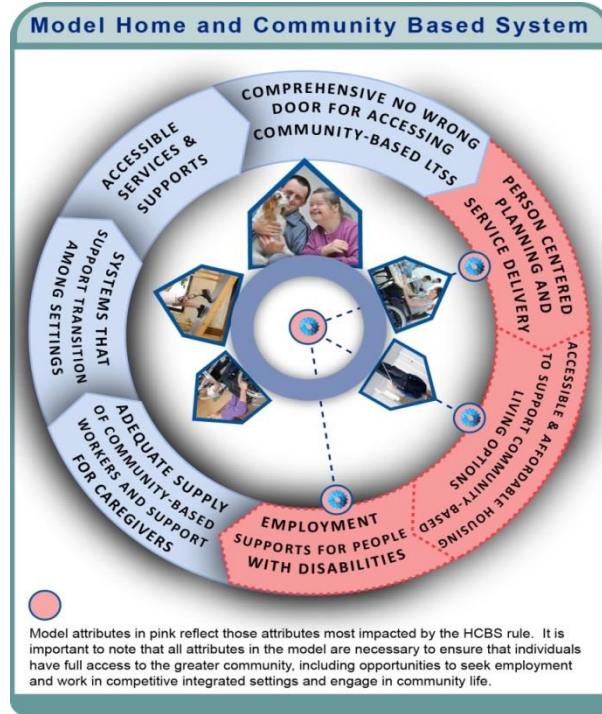 Model Home and Community Based System
COMPREHENSIVE NO WRONG
DOOR FOR ACCESSING
COMMUNITY-BASED LTSS
PERSON CENTERED
PLANNING AND
SERVICE DELIVERY
ACCESSIBLE & AFFORDABLE HOUSING
TO SUPPORT COMMUNITY-BASED
LIVING OPTIONS
EMPLOYMENT
SUPPORTS FOR PEOPLE
WITH DISABILITIES
ADEQUATE SUPPLY
OF COMMUNITY-BASED
WORKERS AND SUPPORT
FOR CAREGIVERS
SYSTEMS THAT
SUPPORT TRANSITION
AMONG SETTINGS
ACCESSIBLE
SERVICES &
SUPPORTS
Model attributes in pink reflect those attributes most impacted by the HCBS rule. It is
important to note that all attributes in the model are necessary to ensure that individuals
have full access to the greater community, including opportunities to seek employment
and work in competitive integrated settings and engage in community life.